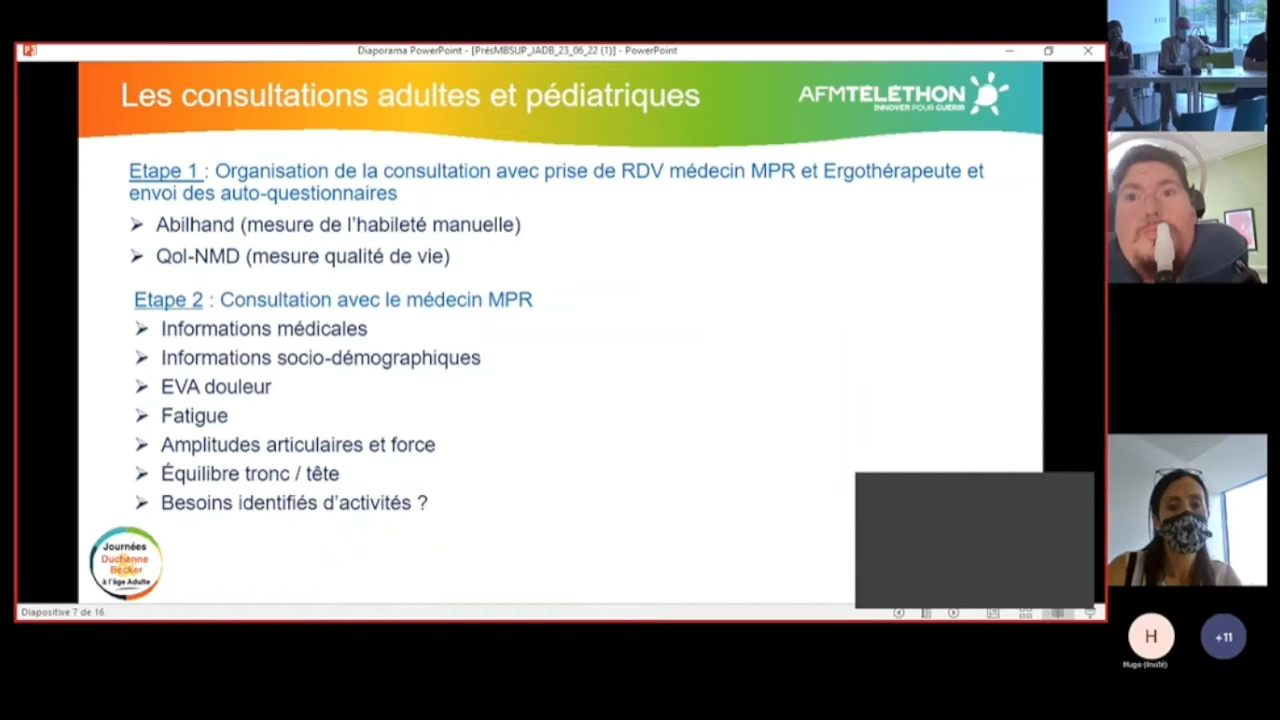 Diaporama PowerPoint - [PrésMBSUP_JADB_23_06_22 (1)] - PowerPoint
Les consultations adultes et pédiatriques
AFMTÉLÉTHON
INNOVER POUR GUÉRIR
Etape 1 : Organisation de la consultation avec prise de RDV médecin MPR et Ergothérapeute et
envoi des auto-questionnaires
➢ Abilhand (mesure de l'habileté manuelle)
➢ Qol-NMD (mesure qualité de vie)
Etape 2 : Consultation avec le médecin MPR
➢ Informations médicales
➢ Informations socio-démographiques
➢ EVA douleur
➢ Fatigue
➢ Amplitudes articulaires et force
➢ Équilibre tronc / tête
➢ Besoins identifiés d'activités ?
Journées
Duchenne
Becker
à l'âge Adulte
Diapositive 7 de 16
H
+11
Hugo (Invité)